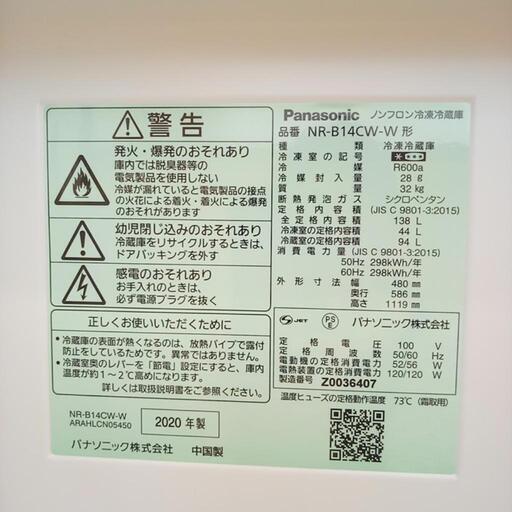 警告
発火・爆発のおそれあり
庫内では脱臭器等の
電気製品を使用しない
冷媒が漏れていると電気製品の接点
の火花による着火・着火による爆発
のおそれがあります。
幼児閉じ込みのおそれあり
冷蔵庫をリサイクルするときは、
ドアパッキングを外す
感電のおそれあり
お手入れのときは、
必ず電源プラグを抜く
正しくお使いいただくために
●冷蔵庫の表面が熱くなるのは、放熱パイプで露付
防止をしているためです。異常ではありません。
●冷蔵室奥のレバーを「節電」設定にすると、庫内
温度が約1〜2℃高めになります。
詳しくは取扱説明書をご参照ください。
NR-B14CW-W
ARAHLCN05450
2020年製
パナソニック株式会社 中国製
Panasonic ノンフロン冷凍冷蔵庫
品番 NR-B14CW-W 形
種類 冷凍冷蔵庫
冷凍室の記号
冷媒 R600a
冷媒封入量 28 g
質量 32 kg
断熱発泡ガス シクロペンタン
定格内容積 (JIS C 9801-3:2015)
全定格内容積 138 L
冷凍室の定格内容積 44 L
冷蔵室の定格内容積 94 L
消費電力量 (JIS C 9801-3:2015)
50Hz 298kWh/年
60Hz 298kWh/年
外形寸法 幅 480 mm
奥行 586 mm
高さ 1119 mm
S-JET PSE パナソニック株式会社
定格電圧 100 V
定格周波数 50/60 Hz
電動機の定格消費電力 52/56 W
電熱装置の定格消費電力 120/120 W
製造番号 Z0036407
温度ヒューズの定格動作温度 73℃ (霜取用)